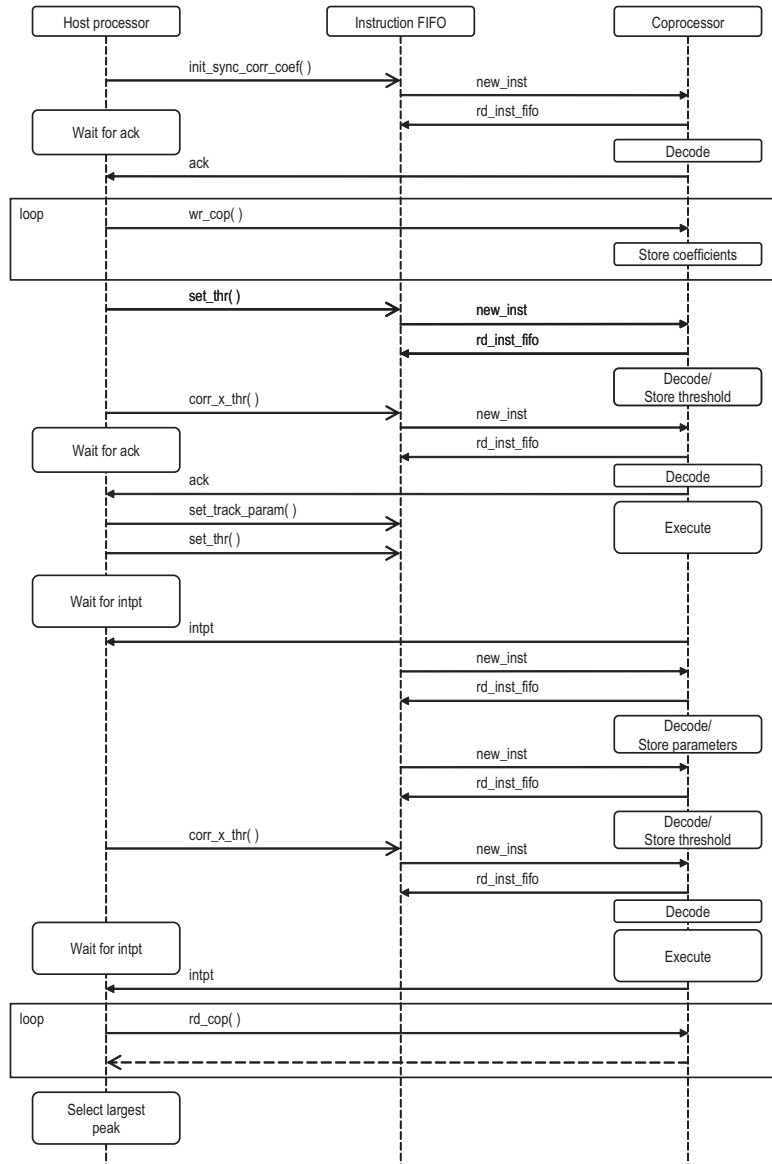 Host processor
Instruction FIFO
Coprocessor
init_sync_corr_coef( )
new_inst
rd_inst_fifo
Wait for ack
Decode
ack
loop
wr_cop( )
Store coefficients
set_thr( )
new_inst
rd_inst_fifo
Decode/
Store threshold
corr_x_thr( )
new_inst
Wait for ack
rd_inst_fifo
Decode
ack
set_track_param( )
Execute
set_thr( )
Wait for intpt
intpt
new_inst
rd_inst_fifo
Decode/
Store parameters
new_inst
rd_inst_fifo
Decode/
Store threshold
corr_x_thr( )
new_inst
rd_inst_fifo
Decode
Wait for intpt
Execute
intpt
loop
rd_cop( )
Select largest
peak